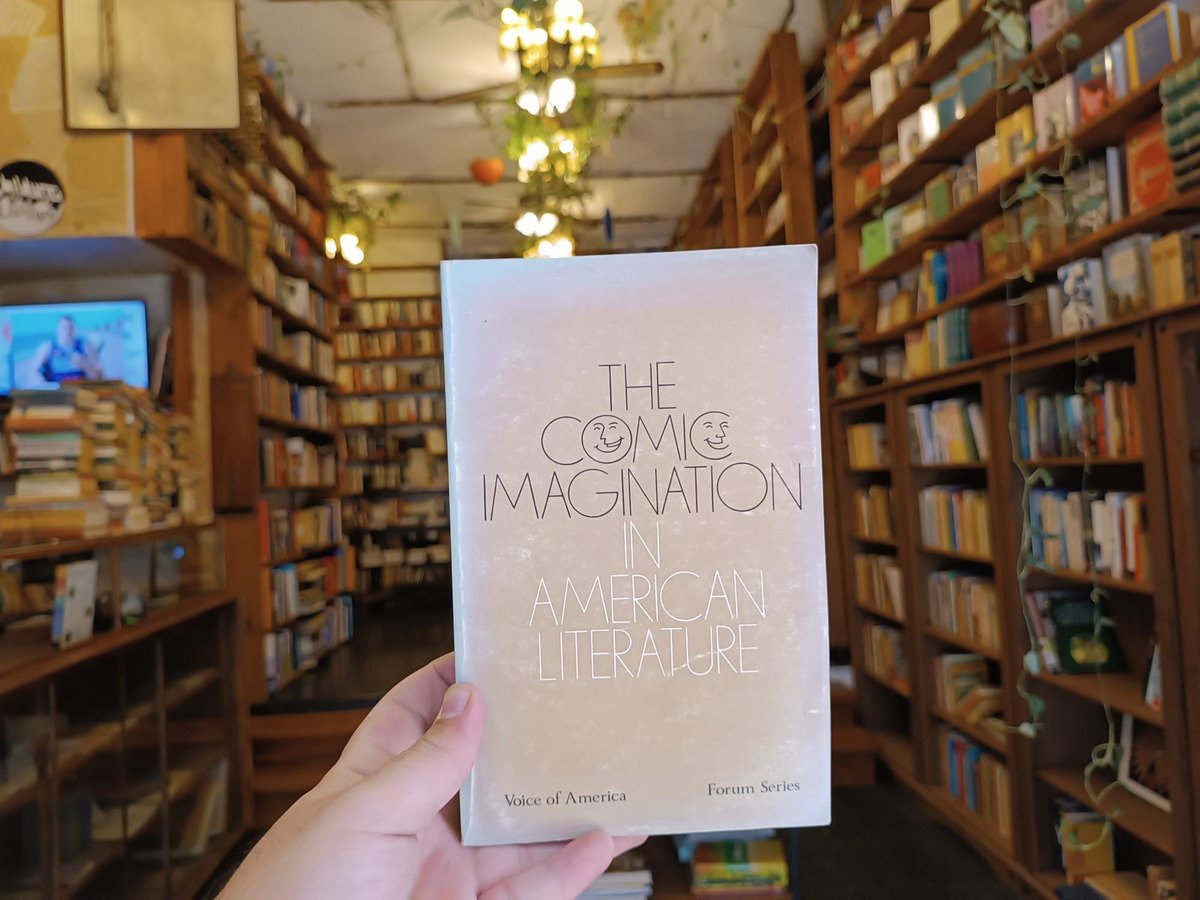 THE
COMIC
IMAGINATION
IN
AMERICAN
LITERATURE
Voice of America
Forum Series